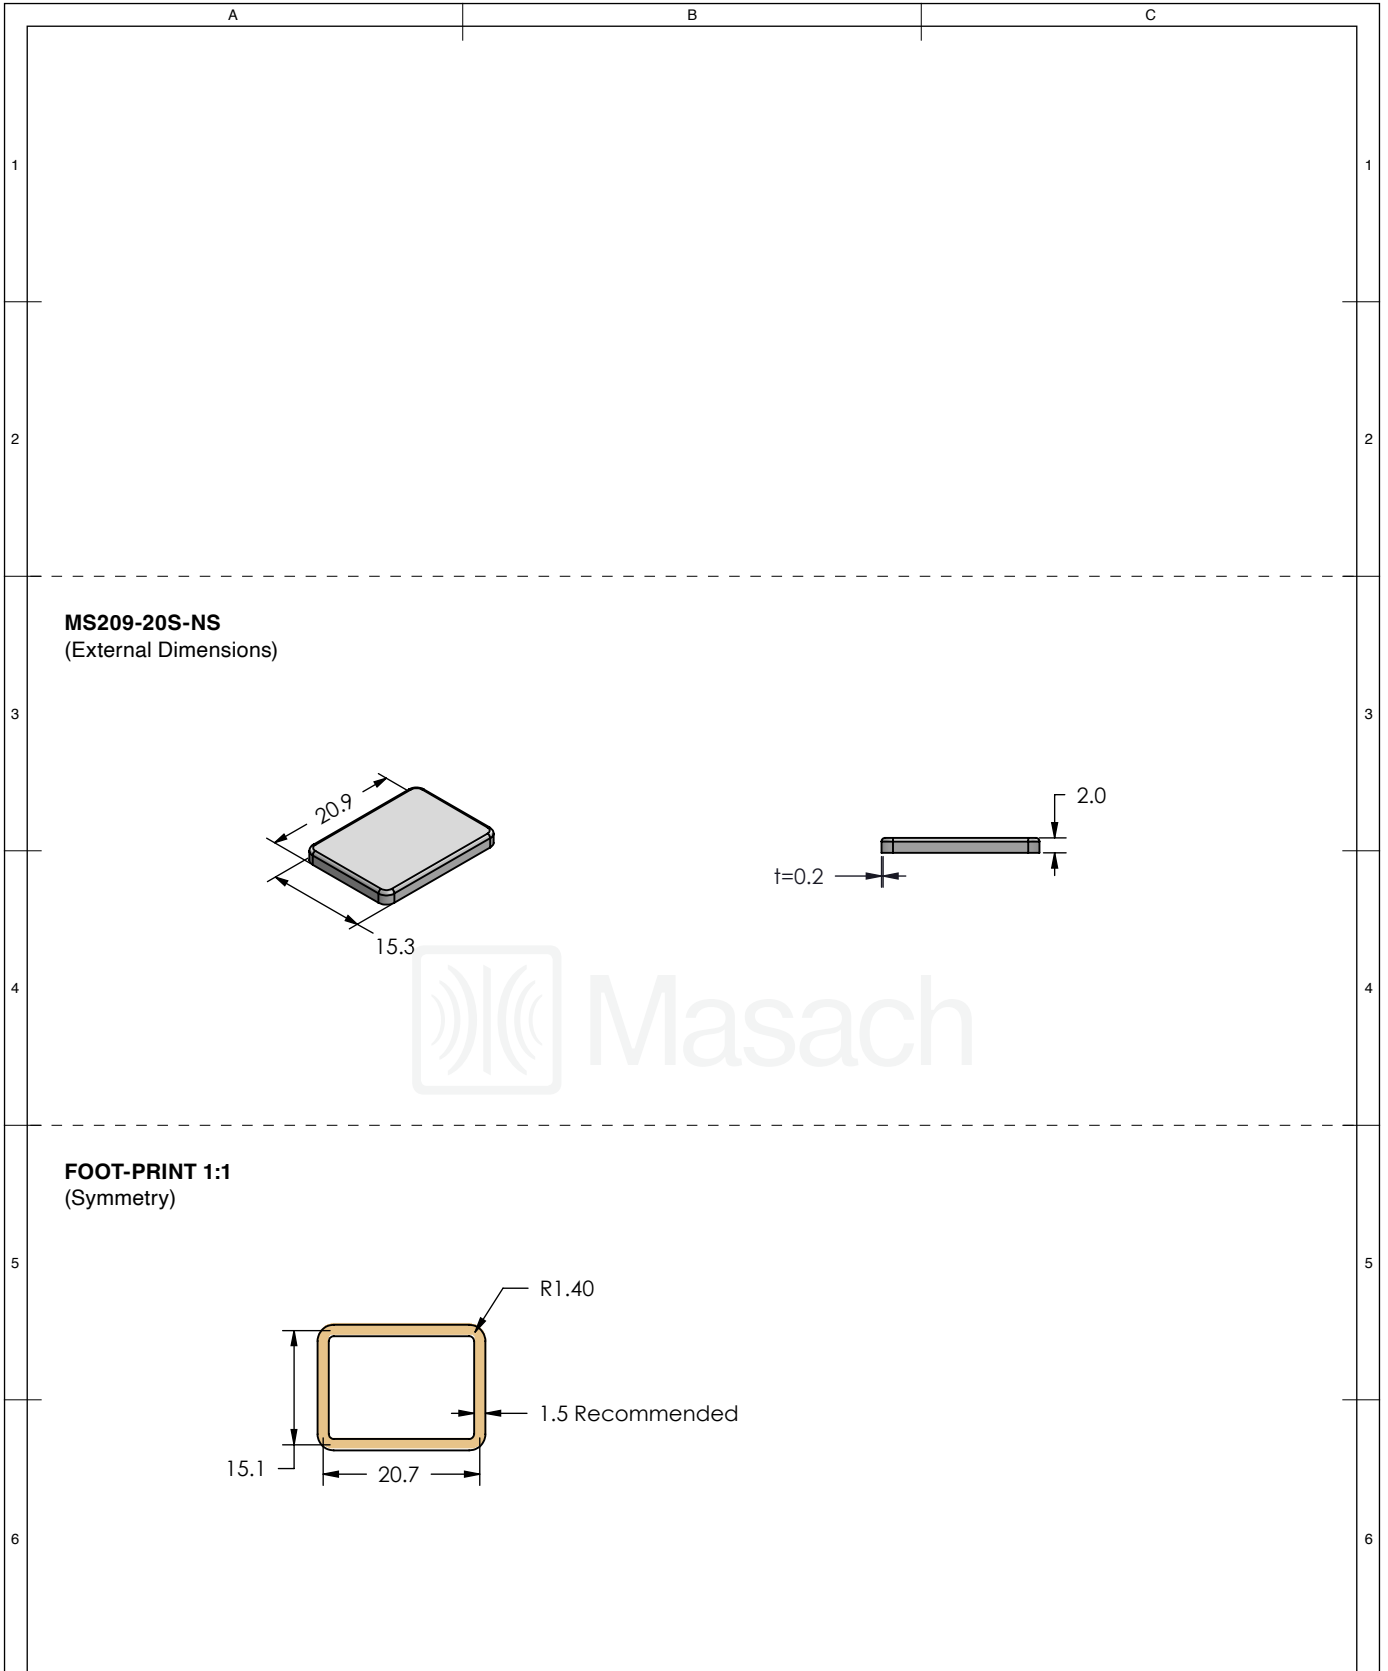 A B C
1 1
2 2
MS209-20S-NS
(External Dimensions)
3 3
20.9
2.0
t=0.2
15.3
Masach
4 4
FOOT-PRINT 1:1
(Symmetry)
5 5
R1.40
1.5 Recommended
15.1
20.7
6 6